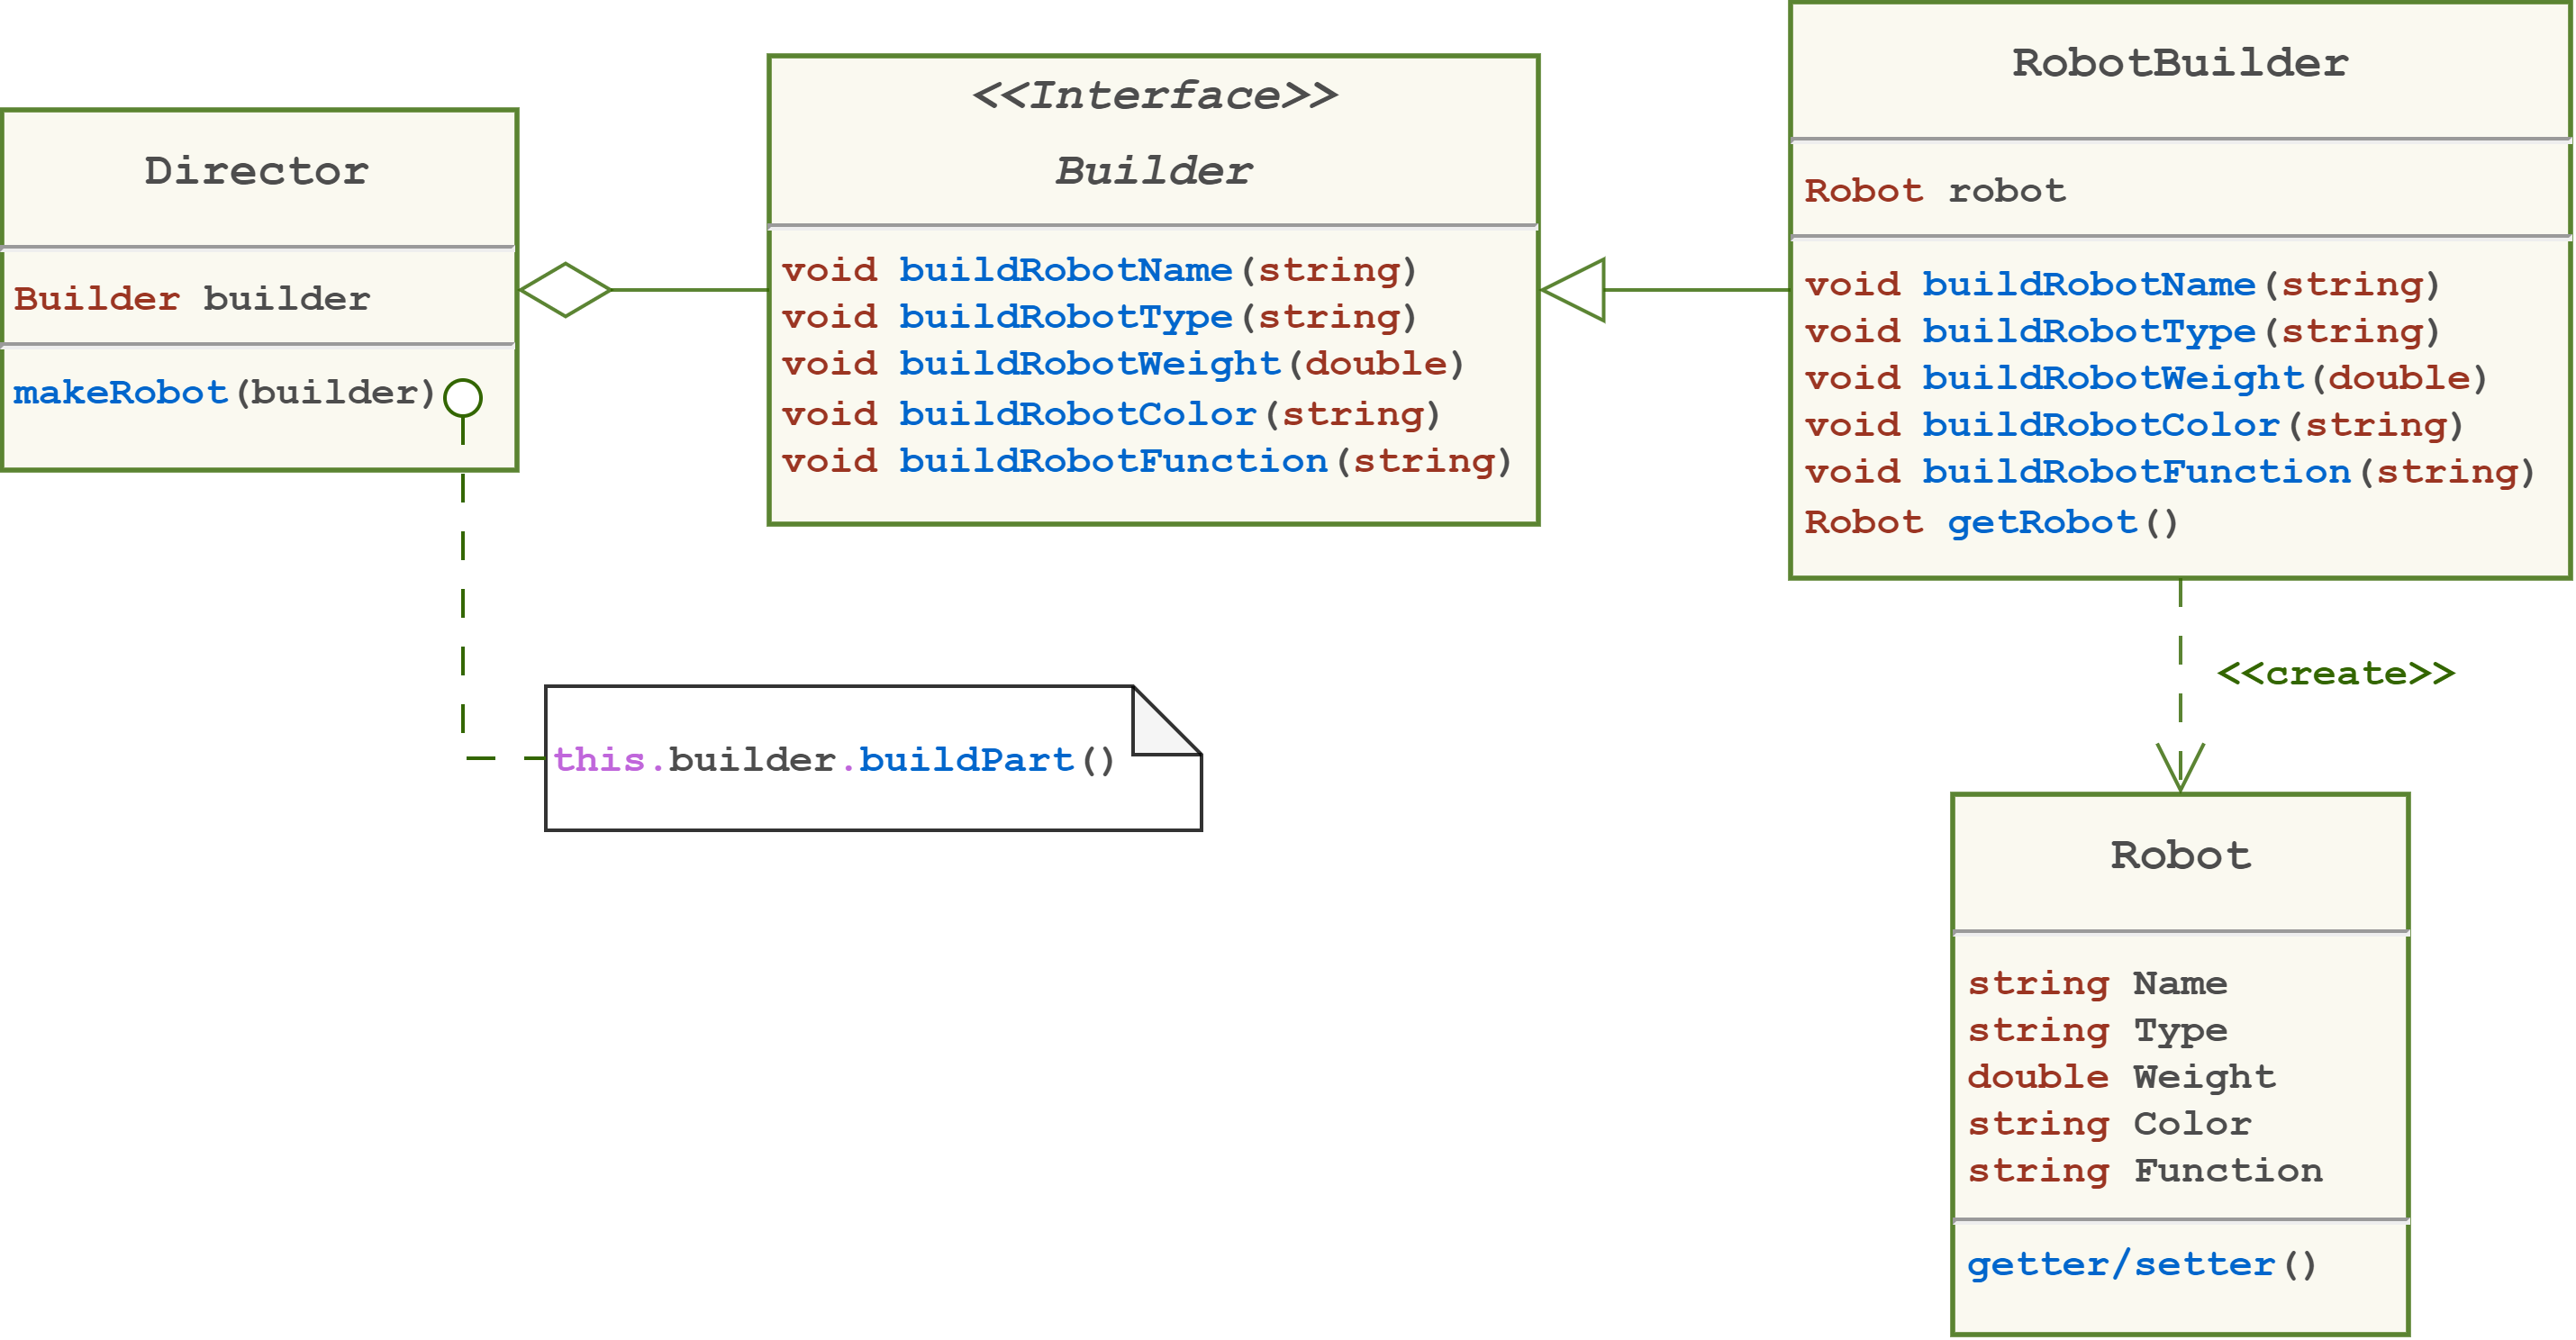 Director
Builder builder
makeRobot(builder)
<<Interface>>
Builder
void buildRobotName(string)
void buildRobotType(string)
void buildRobotWeight(double)
void buildRobotColor(string)
void buildRobotFunction(string)
RobotBuilder
Robot robot
void buildRobotName(string)
void buildRobotType(string)
void buildRobotWeight(double)
void buildRobotColor(string)
void buildRobotFunction(string)
Robot getRobot()
this.builder.buildPart()
<<create>>
Robot
string Name
string Type
double Weight
string Color
string Function
getter/setter()